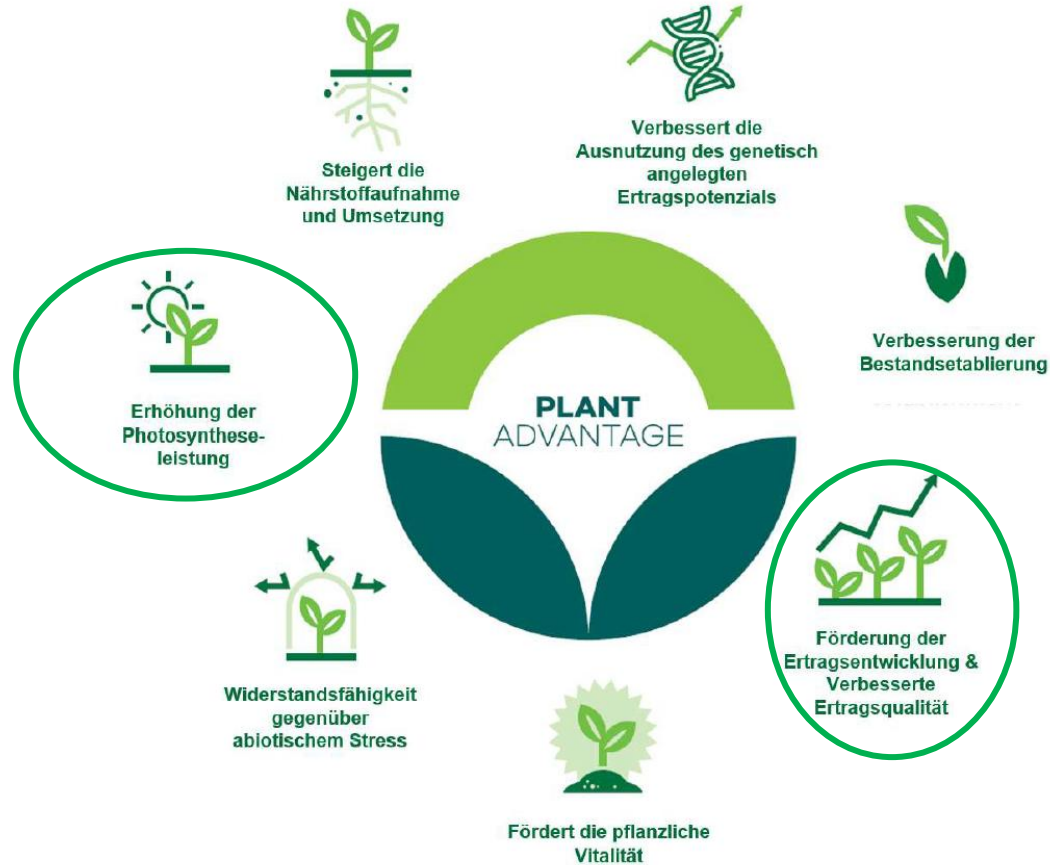 Steigert die
Nährstoffaufnahme
und Umsetzung
Verbessert die
Ausnutzung des genetisch
angelegten
Ertragspotenzials
Verbesserung der
Bestandsetablierung
Erhöhung der
Photosynthese-
leistung
PLANT
ADVANTAGE
Förderung der
Ertragsentwicklung &
Verbesserte
Ertragsqualität
Widerstandsfähigkeit
gegenüber
abiotischem Stress
Fördert die pflanzliche
Vitalität